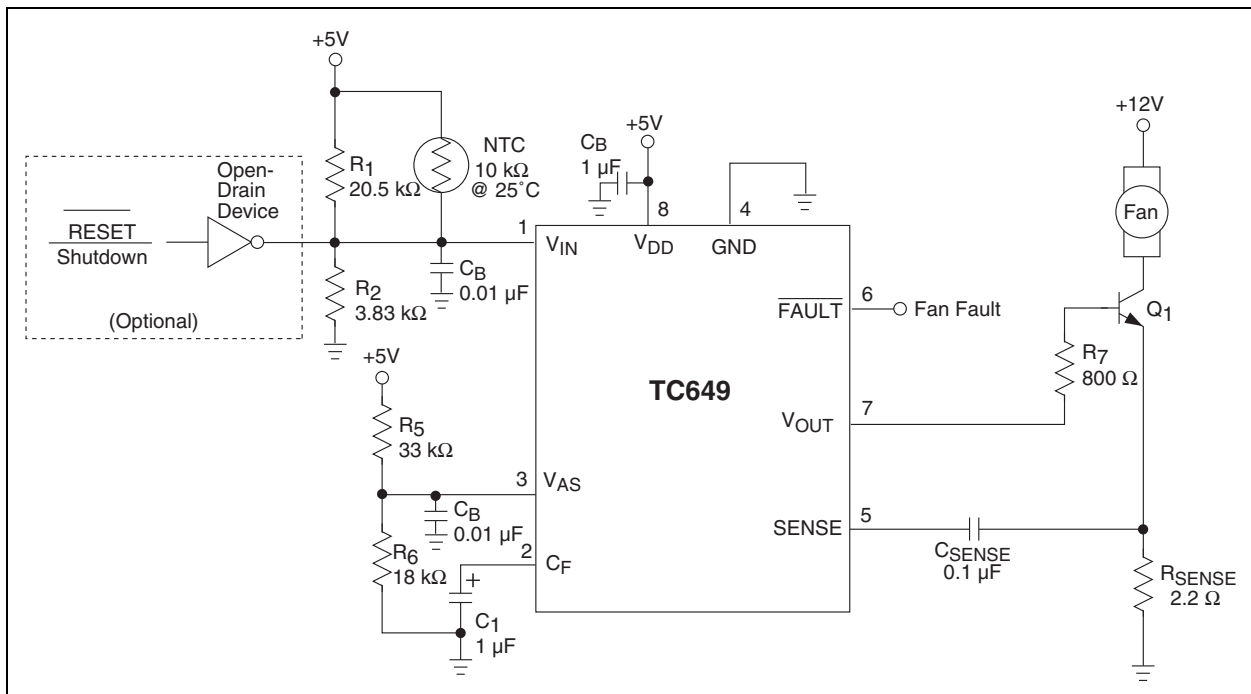 +5V
R1
20.5 kΩ
NTC
10 kΩ
@ 25˚C
Open-
Drain
Device
RESET
Shutdown
(Optional)
R2
3.83 kΩ
CB
0.01 µF
1
VIN
CB
1 µF
+5V
8
VDD
4
GND
+12V
Fan
Q1
6
FAULT
Fan Fault
R7
800 Ω
7
VOUT
TC649
+5V
R5
33 kΩ
3
VAS
CB
0.01 µF
R6
18 kΩ
2
CF
+
C1
1 µF
SENSE
5
CSENSE
0.1 µF
RSENSE
2.2 Ω